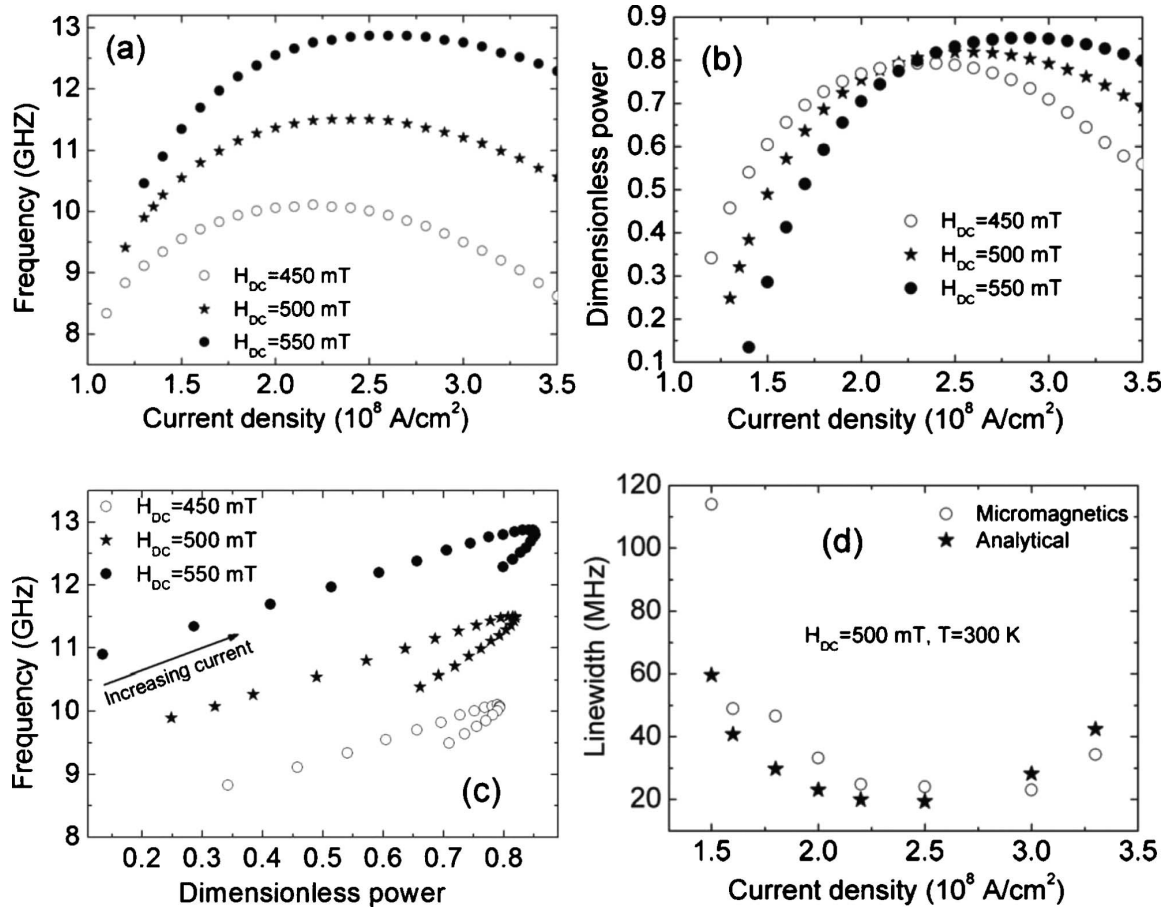 (a)
Frequency (GHZ)
13
12
11
10
9
8
H_DC=450 mT
H_DC=500 mT
H_DC=550 mT
1.0 1.5 2.0 2.5 3.0 3.5
Current density (10^8 A/cm^2)
(b)
Dimensionless power
0.9
0.8
0.7
0.6
0.5
0.4
0.3
0.2
0.1
H_DC=450 mT
H_DC=500 mT
H_DC=550 mT
1.0 1.5 2.0 2.5 3.0 3.5
Current density (10^8 A/cm^2)
(c)
Frequency (GHz)
13
12
11
10
9
8
H_DC=450 mT
H_DC=500 mT
H_DC=550 mT
Increasing current
0.2 0.3 0.4 0.5 0.6 0.7 0.8
Dimensionless power
(d)
Linewidth (MHz)
120
100
80
60
40
20
Micromagnetics
Analytical
H_DC=500 mT, T=300 K
1.5 2.0 2.5 3.0 3.5
Current density (10^8 A/cm^2)